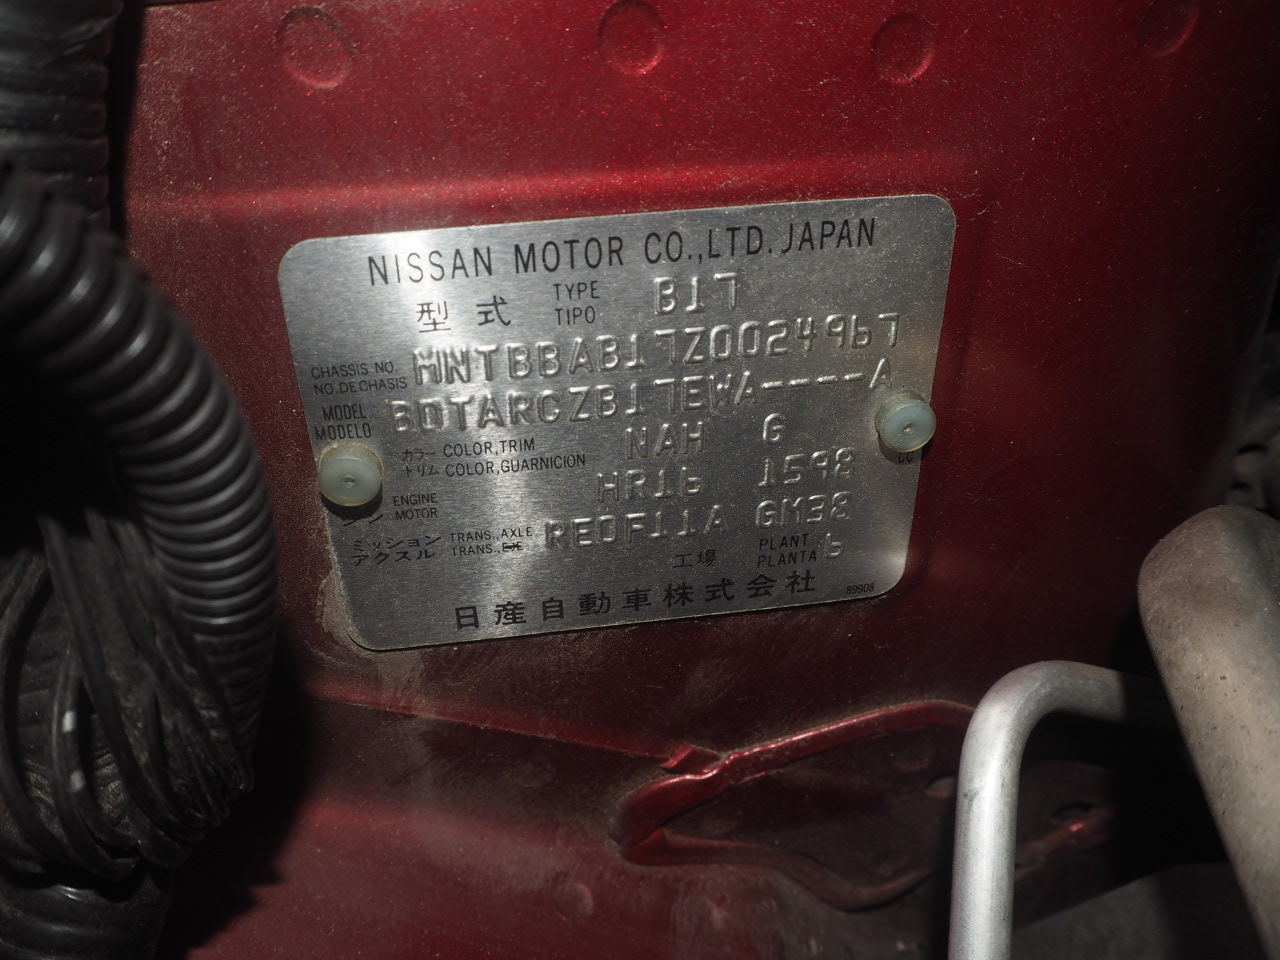 NISSAN MOTOR CO.,LTD. JAPAN
型式 TYPE TIPO B17
CHASSIS NO. NO.DE CHASIS MNTBBAB17Z0024967
MODEL MODELO BDTARCZB17EWA----A
カラー COLOR,TRIM NAH G
トリム COLOR,GUARNICION
ENGINE MOTOR HR16 1598 CC
ミッション TRANS.,AXLE RE0F11A GM38
アクスル TRANS.,EJE
工場 PLANT PLANTA 6
日産自動車株式会社 89908